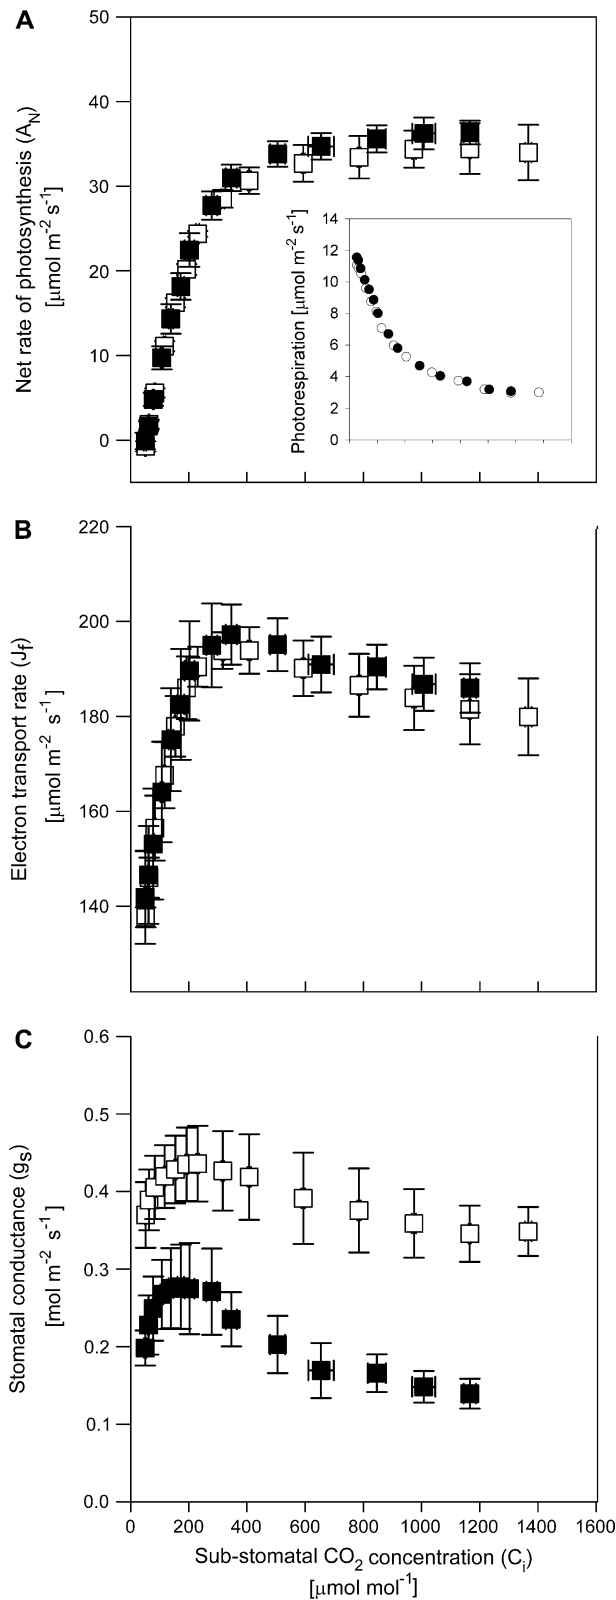 A
Net rate of photosynthesis (A_N)
[µmol m⁻² s⁻¹]
50
40
30
20
10
0
Photorespiration [µmol m⁻² s⁻¹]
14
12
10
8
6
4
2
0
B
Electron transport rate (J_f)
[µmol m⁻² s⁻¹]
220
200
180
160
140
C
Stomatal conductance (g_s)
[mol m⁻² s⁻¹]
0.6
0.5
0.4
0.3
0.2
0.1
0.0
0 200 400 600 800 1000 1200 1400 1600
Sub-stomatal CO₂ concentration (C_i)
[µmol mol⁻¹]